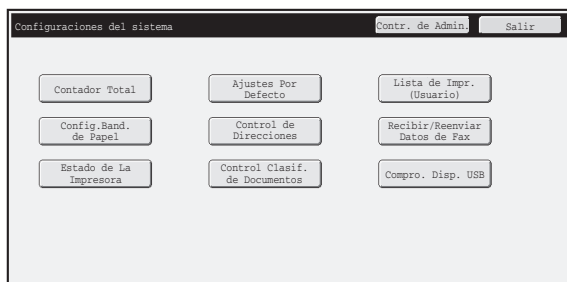 Configuraciones del sistema
Contr. de Admin.
Salir
Contador Total
Ajustes Por
Defecto
Lista de Impr.
(Usuario)
Config.Band.
de Papel
Control de
Direcciones
Recibir/Reenviar
Datos de Fax
Estado de La
Impresora
Control Clasif.
de Documentos
Compro. Disp. USB